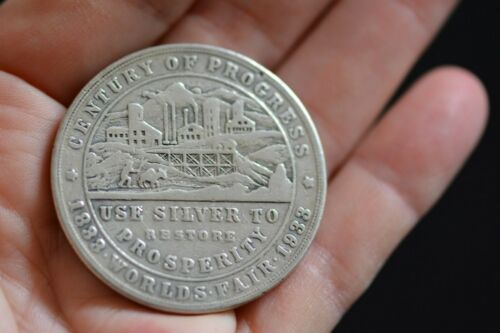 CENTURY OF PROGRESS
USE SILVER TO
RESTORE
PROSPERITY
1833 · WORLDS · FAIR · 1933